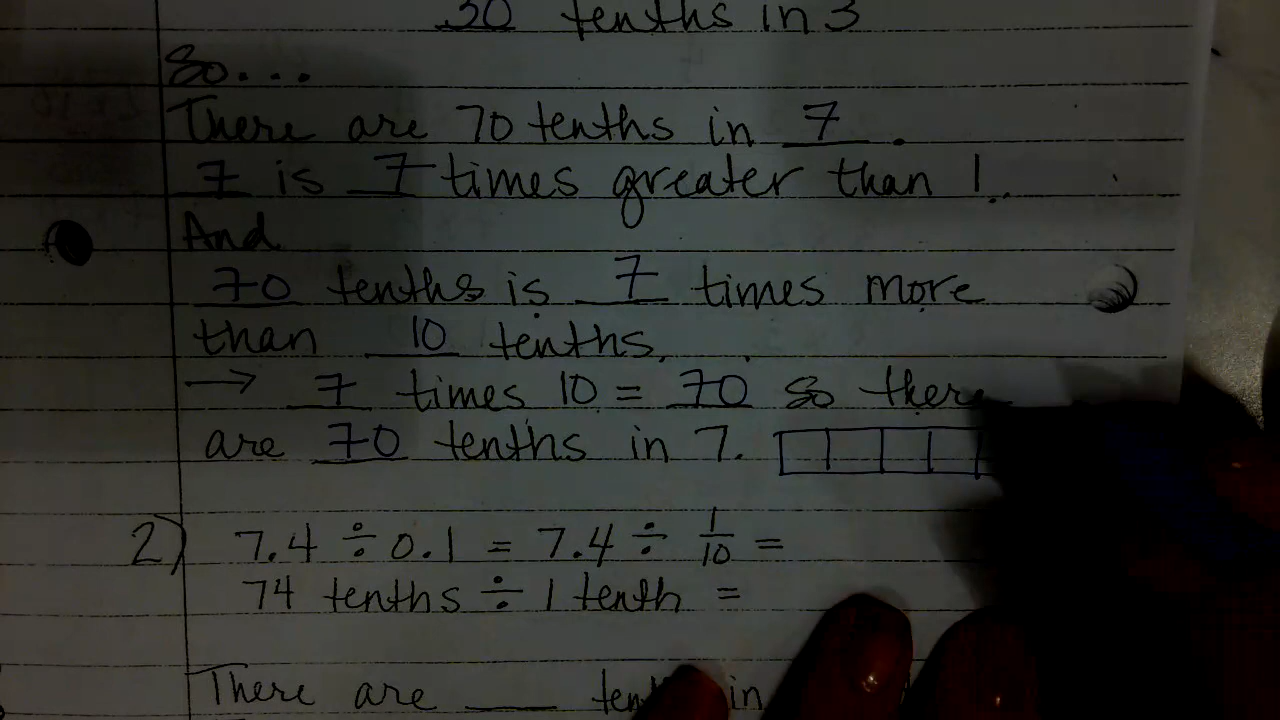 30 tenths in 3
So...
There are 70 tenths in 7.
7 is 7 times greater than 1.
And
70 tenths is 7 times more
than 10 tenths.
→ 7 times 10 = 70 so there
are 70 tenths in 7.
2) 7.4 ÷ 0.1 = 7.4 ÷ 1/10 =
74 tenths ÷ 1 tenth =
There are ___ in